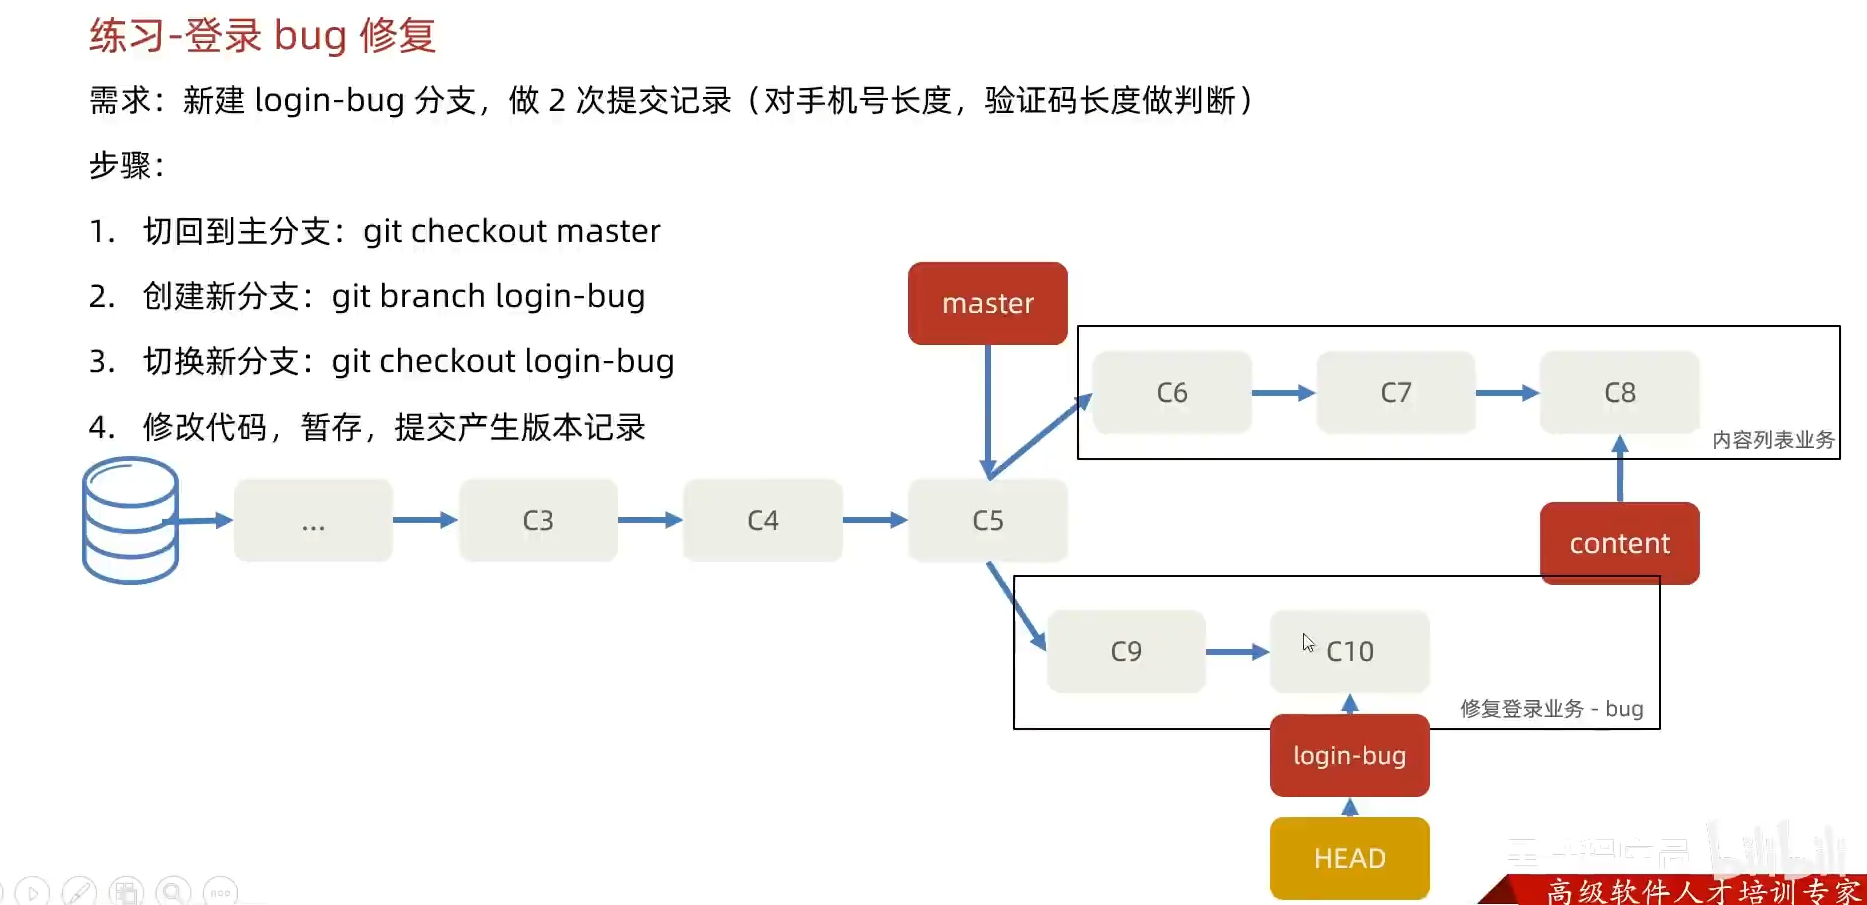 练习-登录 bug 修复
需求：新建 login-bug 分支，做 2 次提交记录（对手机号长度，验证码长度做判断）
步骤：
1. 切回到主分支：git checkout master
2. 创建新分支：git branch login-bug
3. 切换新分支：git checkout login-bug
4. 修改代码，暂存，提交产生版本记录
master
C6
C7
C8
内容列表业务
...
C3
C4
C5
content
C9
C10
修复登录业务 - bug
login-bug
HEAD
bilibili
高级软件人才培训专家